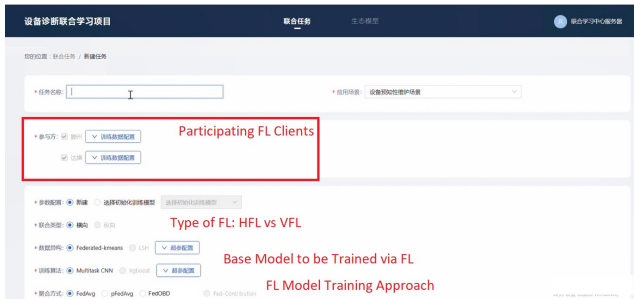 设备诊断联合学习项目 联合任务 生态模型 联合学习中心服务器
您的位置：联合任务 / 新建任务
* 任务名称: * 应用场景: 设备预知性维护场景
Participating FL Clients
* 参与方: 训练数据配置
训练数据配置
* 参数配置: 新建 选择初始化训练模型 选择初始化训练模型
Type of FL: HFL vs VFL
* 联合类型: 横向 纵向
* 数据异构: Federated-kmeans LSH 超参配置
Base Model to be Trained via FL
* 训练算法: Multitask CNN Xgboost 超参配置
FL Model Training Approach
* 聚合方式: FedAvg pFedAvg FedOBD Fed-Contribution